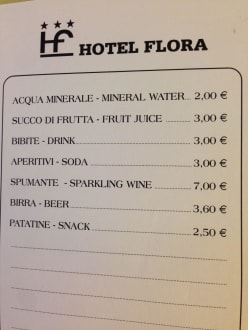 HF HOTEL FLORA
ACQUA MINERALE - MINERAL WATER 2,00 €
SUCCO DI FRUTTA - FRUIT JUICE 3,00 €
BIBITE - DRINK 3,00 €
APERITIVI - SODA 3,00 €
SPUMANTE - SPARKLING WINE 7,00 €
BIRRA - BEER 3,60 €
PATATINE - SNACK 2,50 €